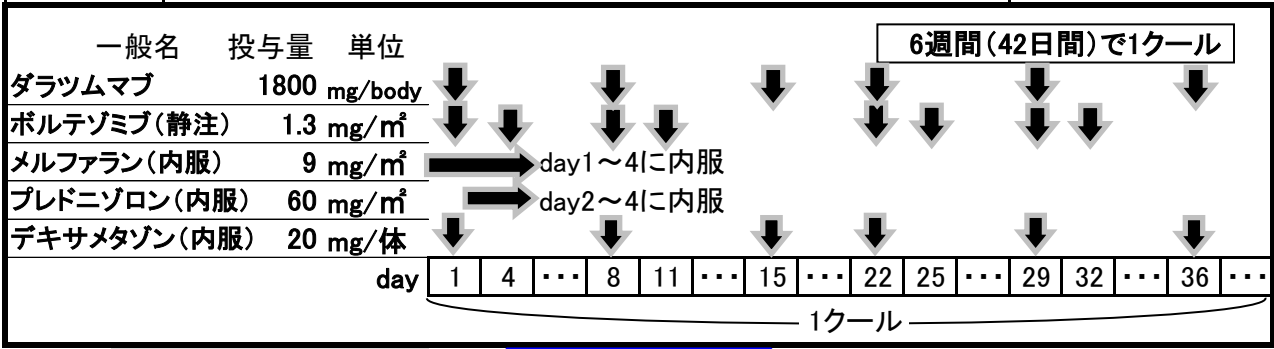 一般名 投与量 単位
6週間(42日間)で1クール
ダラツムマブ 1800 mg/body
ボルテゾミブ(静注) 1.3 mg/㎡
メルファラン(内服) 9 mg/㎡ day1～4に内服
プレドニゾロン(内服) 60 mg/㎡ day2～4に内服
デキサメタゾン(内服) 20 mg/体
day 1 4 ・・・ 8 11 ・・・ 15 ・・・ 22 25 ・・・ 29 32 ・・・ 36 ・・・
1クール